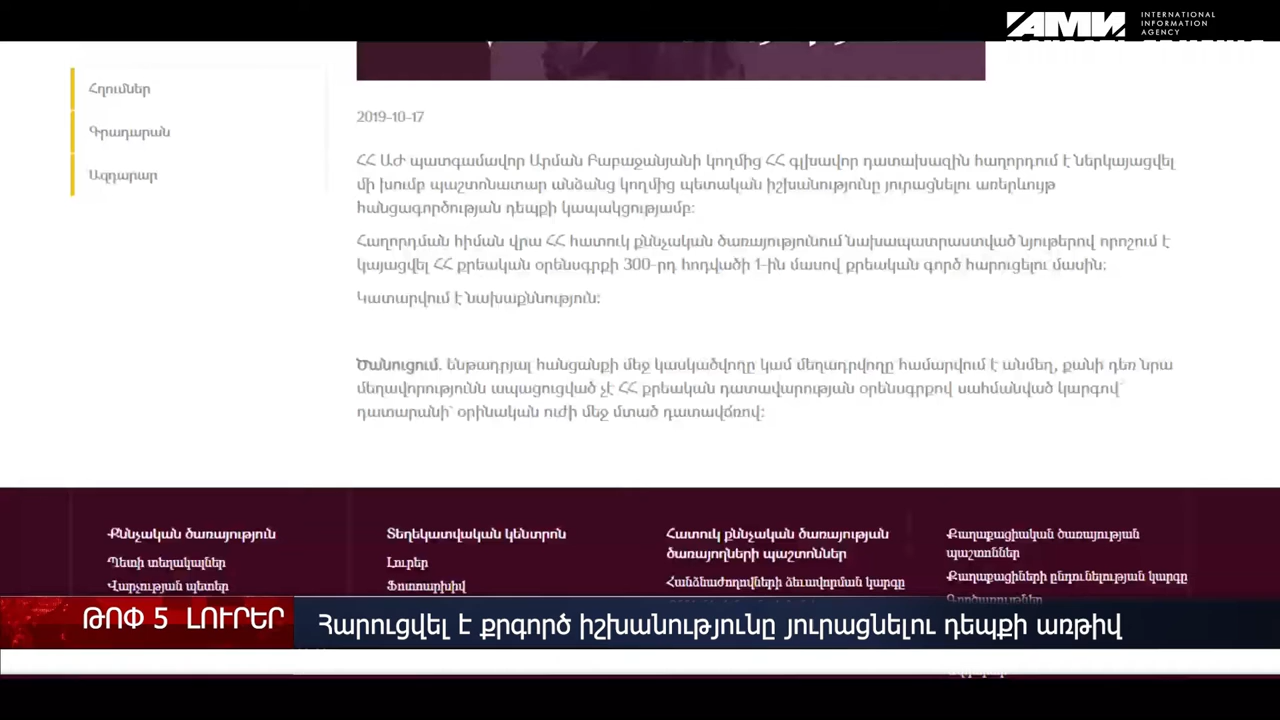 ԱՄԻ
INTERNATIONAL
INFORMATION
AGENCY
Հղումներ
Գրադարան
Ազդարար
2019-10-17
ՀՀ ԱԺ պատգամավոր Արման Բաբաջանյանի կողմից ՀՀ գլխավոր դատախազին հաղորդում է ներկայացվել
մի խումբ պաշտոնատար անձանց կողմից պետական իշխանությունը յուրացնելու առերևույթ
հանցագործության դեպքի կապակցությամբ:
Հաղորդման հիման վրա ՀՀ հատուկ քննչական ծառայությունում նախապատրաստված նյութերով որոշում է
կայացվել ՀՀ քրեական օրենսգրքի 300-րդ հոդվածի 1-ին մասով քրեական գործ հարուցելու մասին:
Կատարվում է նախաքննություն:
Ծանուցում. ենթադրյալ հանցանքի մեջ կասկածվողը կամ մեղադրվողը համարվում է անմեղ, քանի դեռ նրա
մեղավորությունն ապացուցված չէ ՀՀ քրեական դատավարության օրենսգրքով սահմանված կարգով՝
դատարանի՝ օրինական ուժի մեջ մտած դատավճռով:
Քննչական ծառայություն
Պետի տեղակալներ
Վարչության պետեր
Տեղեկատվական կենտրոն
Լուրեր
Ֆոտոարխիվ
Հատուկ քննչական ծառայության
ծառայողների պաշտոններ
Հանձնաժողովների ձևավորման կարգը
Քաղաքացիական ծառայության
պաշտոններ
Քաղաքացիների ընդունելության կարգը
ԹՈՓ 5 ԼՈՒՐԵՐ
Հարուցվել է քրգործ իշխանությունը յուրացնելու դեպքի առթիվ